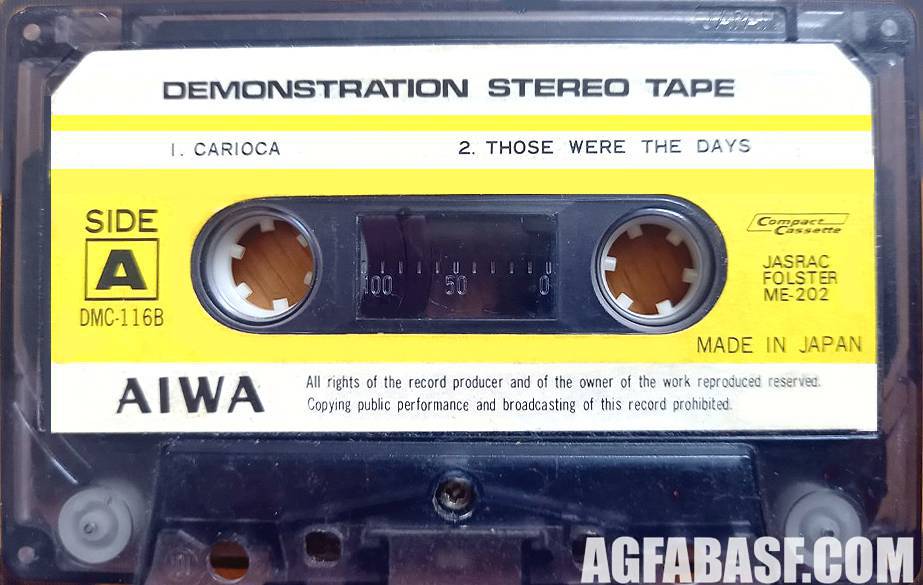 DEMONSTRATION STEREO TAPE
1. CARIOCA 2. THOSE WERE THE DAYS
SIDE
A
DMC-116B
100 50 0
Compact
Cassette
JASRAC
FOLSTER
ME-202
MADE IN JAPAN
AIWA
All rights of the record producer and of the owner of the work reproduced reserved.
Copying public performance and broadcasting of this record prohibited.
AGFABASF.COM